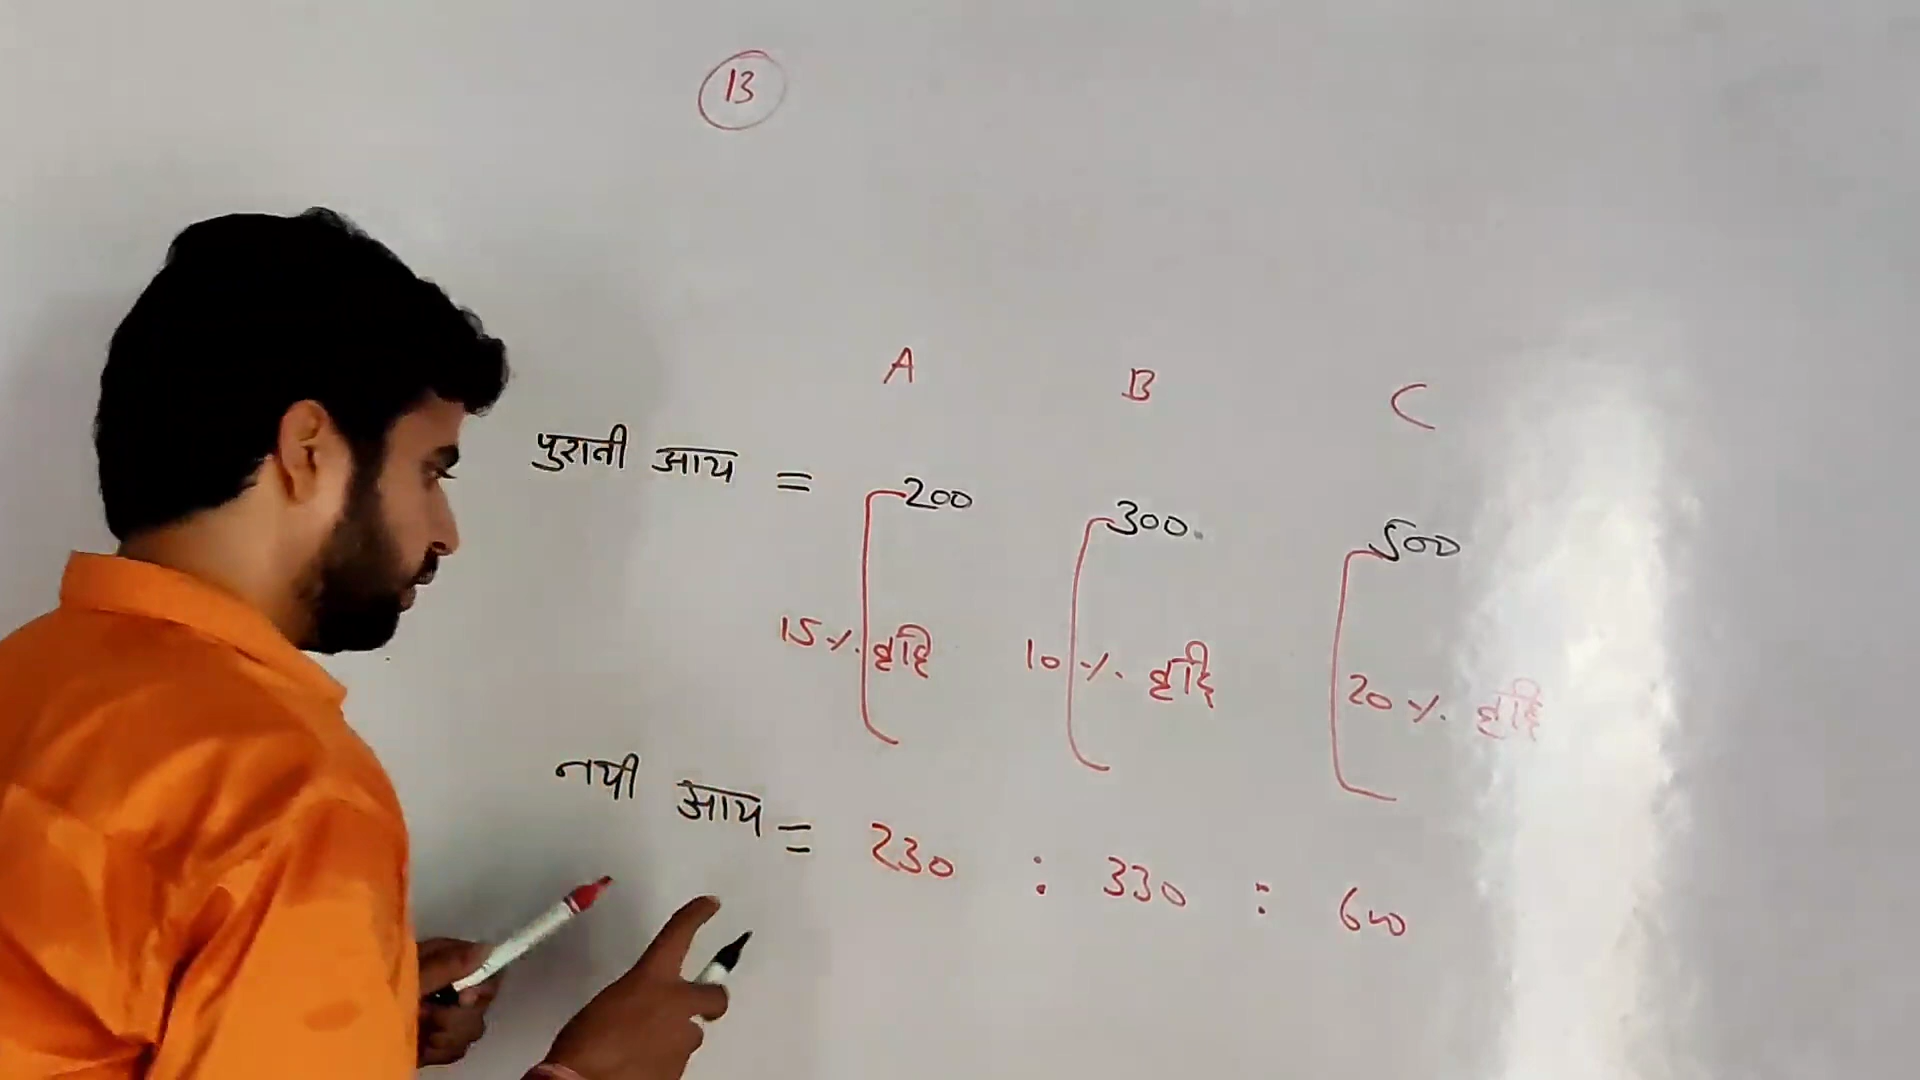 13
A B C
पुरानी आय = 200 300 500
15% वृद्धि 10% वृद्धि 20% वृद्धि
नयी आय = 230 : 330 : 600